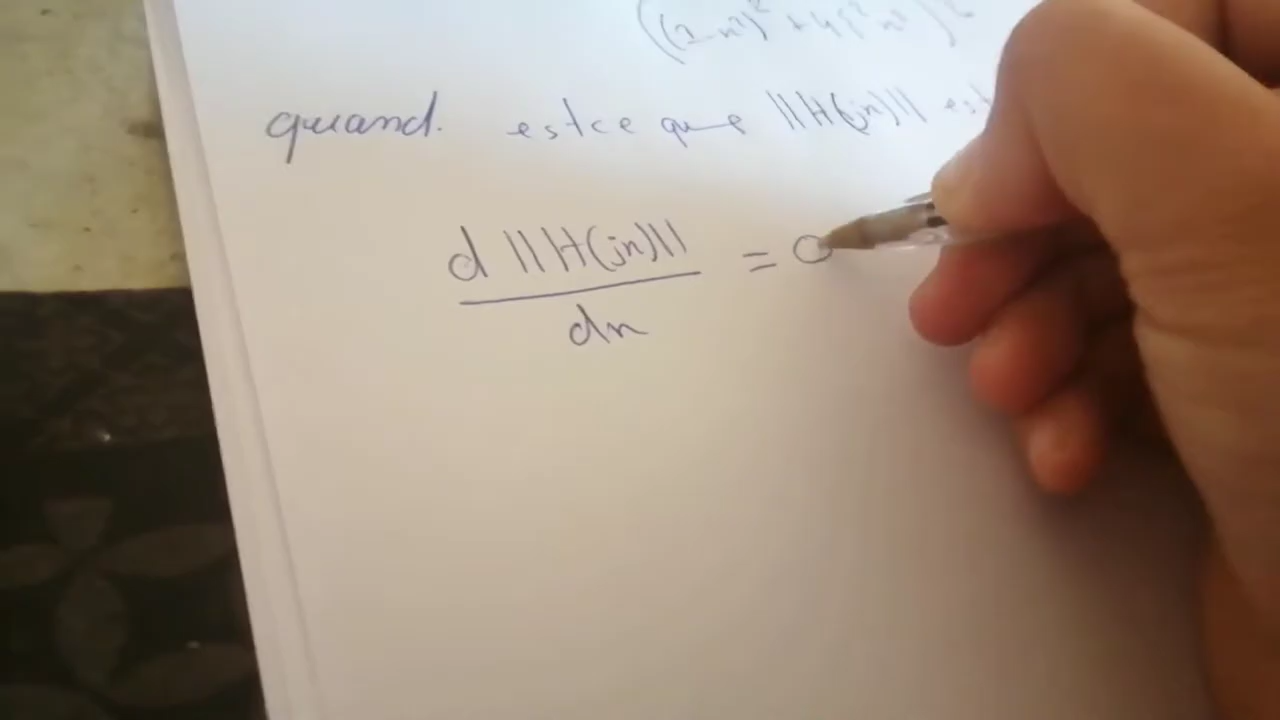 quand. estce que ||H(jn)|| est
d ||H(jn)|| = 0
dn